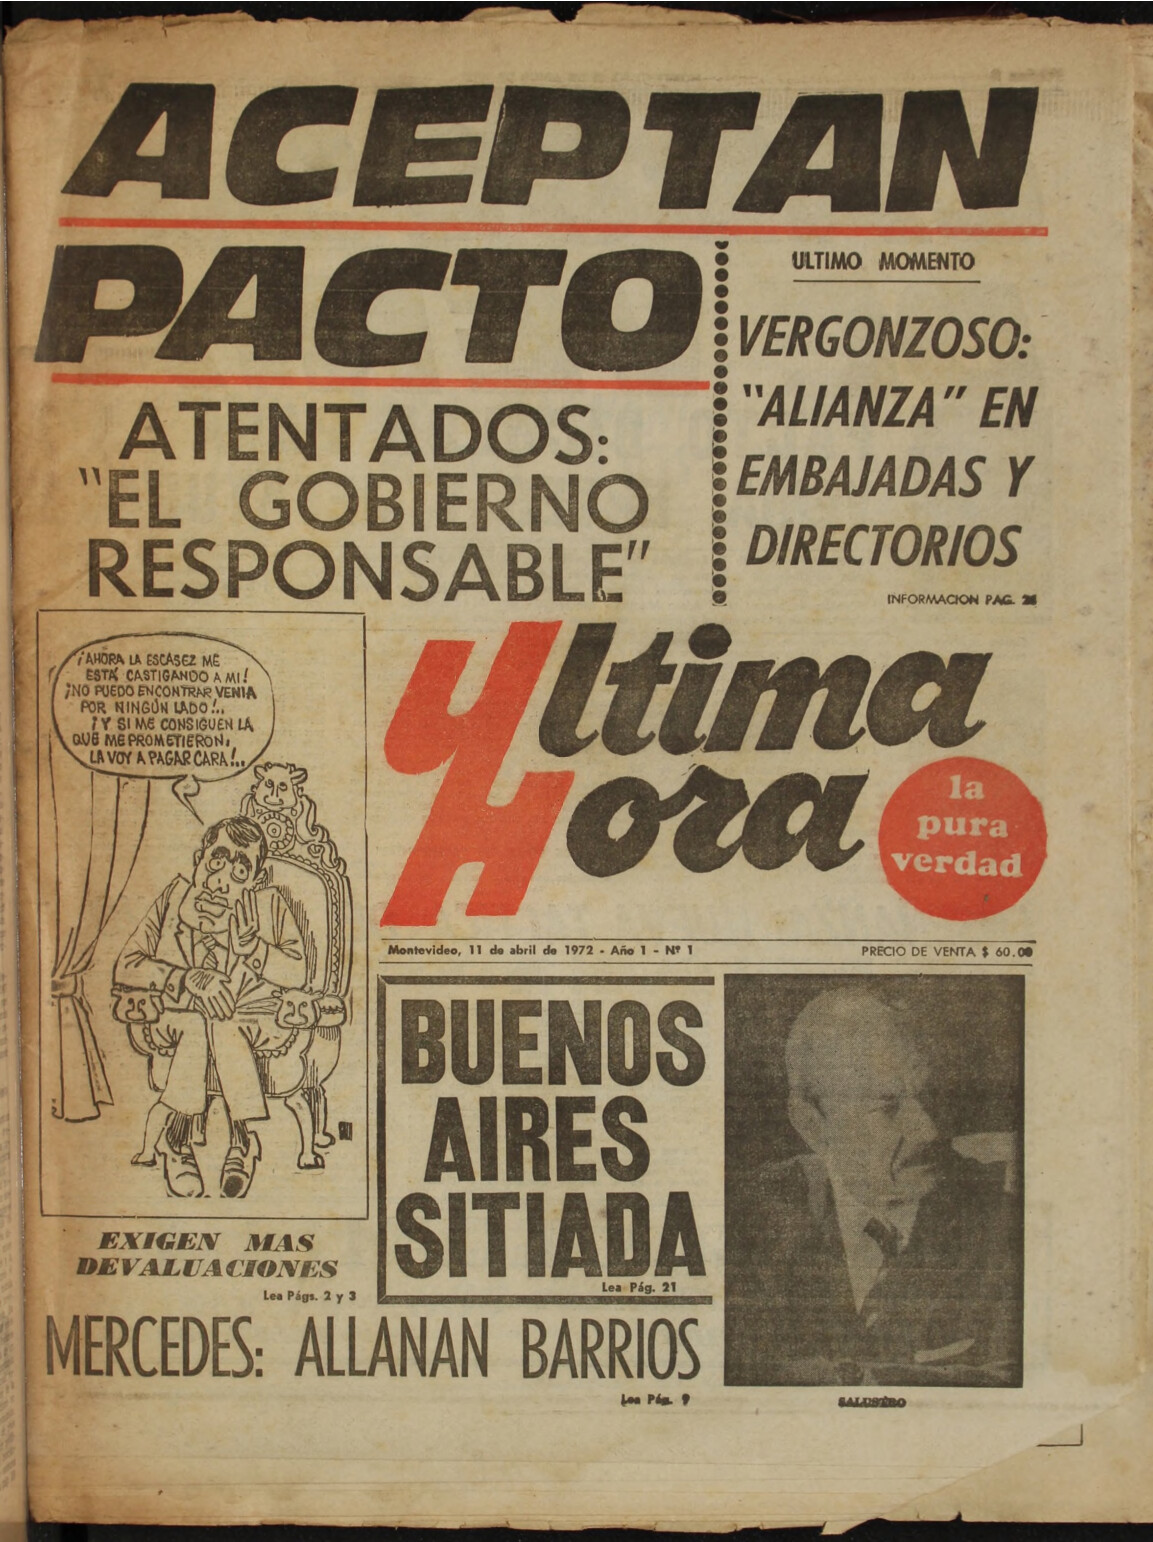 ACEPTAN
PACTO
ULTIMO MOMENTO
VERGONZOSO:
"ALIANZA" EN
EMBAJADAS Y
DIRECTORIOS
INFORMACION PAG.
ATENTADOS:
"EL GOBIERNO
RESPONSABLE"
¡AHORA LA ESCASEZ ME
ESTÁ CASTIGANDO A MI!
¡NO PUEDO ENCONTRAR VENIA
POR NINGÚN LADO!..
¡Y SI ME CONSIGUEN LA
QUE ME PROMETIERON,
LA VOY A PAGAR CARA!..
Ultima
Hora
la
pura
verdad
Montevideo, 11 de abril de 1972 - Año 1 - Nº 1
PRECIO DE VENTA $ 60.00
BUENOS
AIRES
SITIADA
Lea Pág. 21
EXIGEN MAS
DEVALUACIONES
Lea Págs. 2 y 3
MERCEDES: ALLANAN BARRIOS
Lea Pág. 9
SALUSTRO